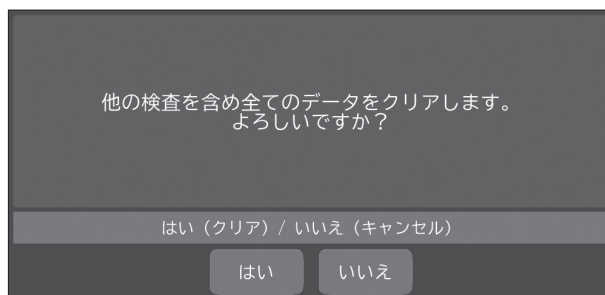 他の検査を含め全てのデータをクリアします。
よろしいですか？
はい（クリア）/ いいえ（キャンセル）
はい
いいえ